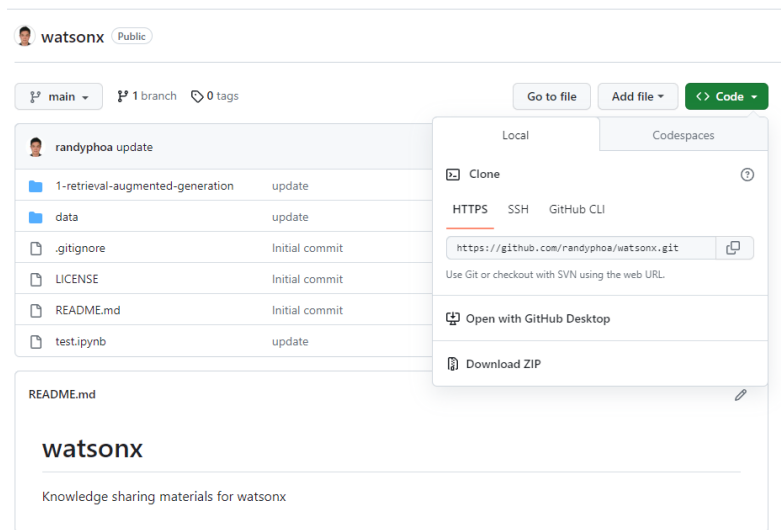 watsonx Public
main 1 branch 0 tags Go to file Add file <> Code
randyphoa update
1-retrieval-augmented-generation update
data update
.gitignore Initial commit
LICENSE Initial commit
README.md Initial commit
test.ipynb update
Local Codespaces
Clone
HTTPS SSH GitHub CLI
https://github.com/randyphoa/watsonx.git
Use Git or checkout with SVN using the web URL.
Open with GitHub Desktop
Download ZIP
README.md
watsonx
Knowledge sharing materials for watsonx